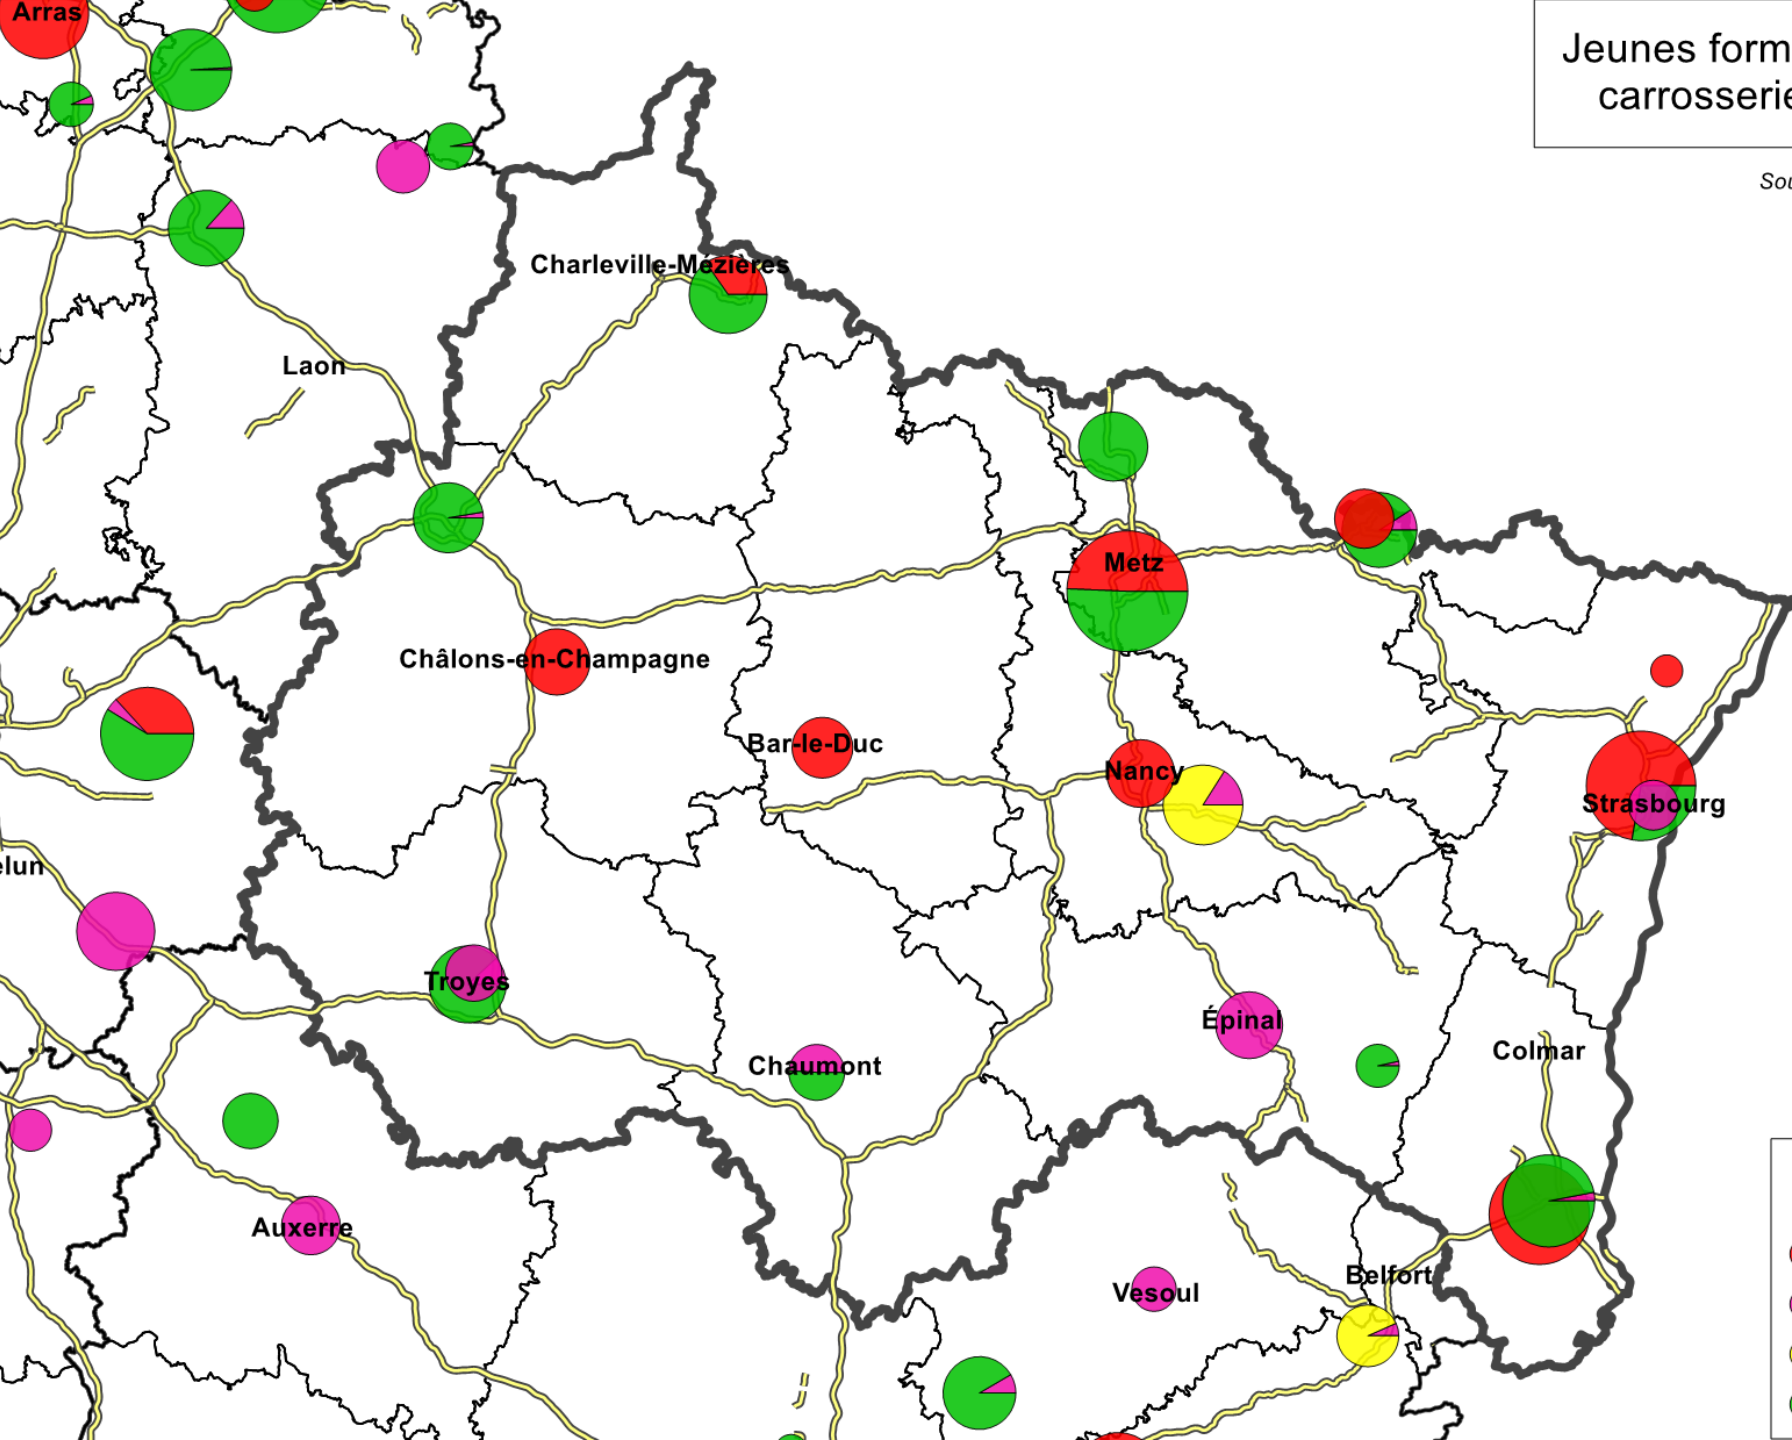 Arras
Jeunes form
carrosserie
Sou
Charleville-Mézières
Laon
Metz
Châlons-en-Champagne
Bar-le-Duc
Nancy
Strasbourg
elun
Troyes
Épinal
Chaumont
Colmar
Auxerre
Belfort
Vesoul